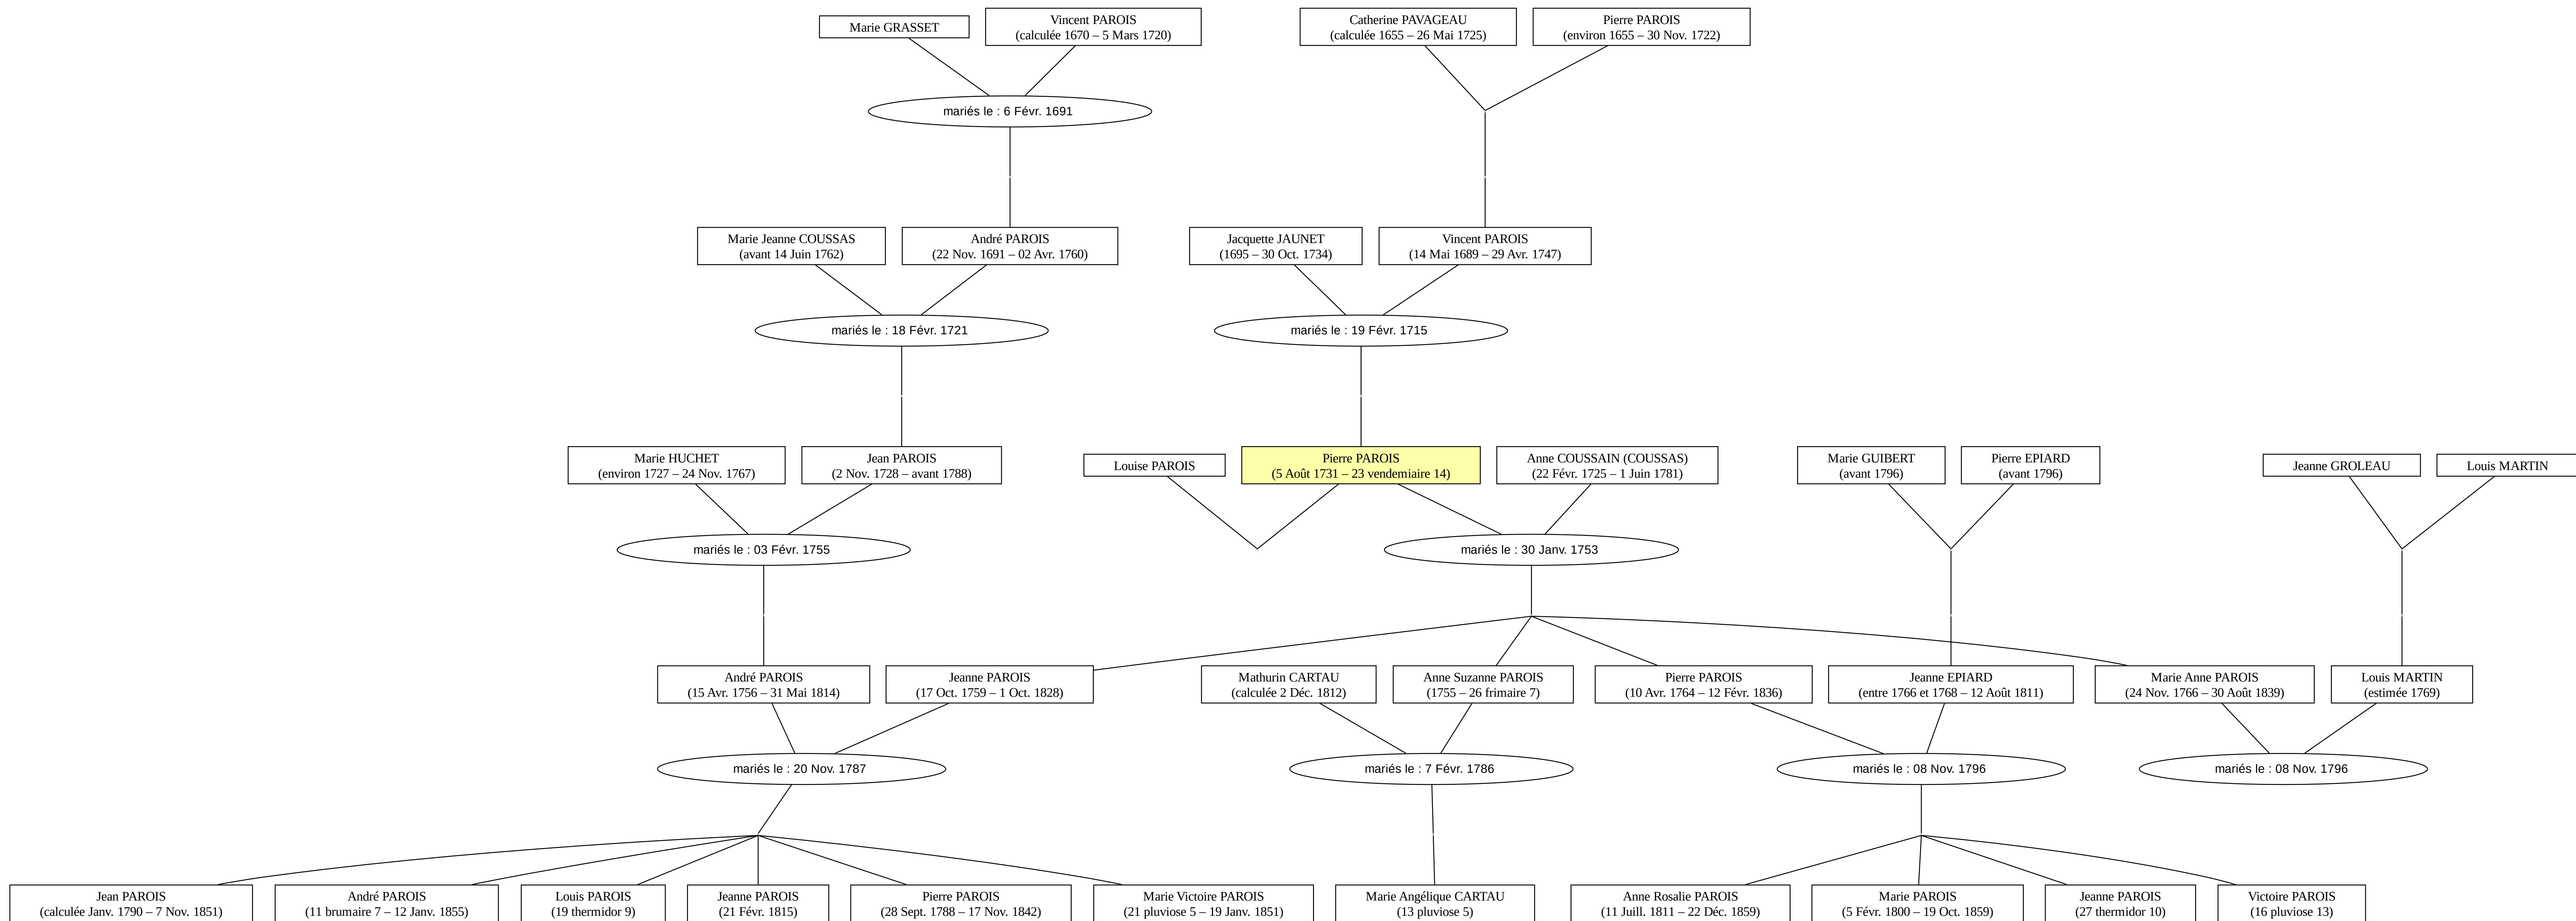 Marie GRASSET
Vincent PAROIS
(calculée 1670 – 5 Mars 1720)
Catherine PAVAGEAU
(calculée 1655 – 26 Mai 1725)
Pierre PAROIS
(environ 1655 – 30 Nov. 1722)
mariés le : 6 Févr. 1691
Marie Jeanne COUSSAS
(avant 14 Juin 1762)
André PAROIS
(22 Nov. 1691 – 02 Avr. 1760)
Jacquette JAUNET
(1695 – 30 Oct. 1734)
Vincent PAROIS
(14 Mai 1689 – 29 Avr. 1747)
mariés le : 18 Févr. 1721
mariés le : 19 Févr. 1715
Marie HUCHET
(environ 1727 – 24 Nov. 1767)
Jean PAROIS
(2 Nov. 1728 – avant 1788)
Louise PAROIS
Pierre PAROIS
(5 Août 1731 – 23 vendemiaire 14)
Anne COUSSAIN (COUSSAS)
(22 Févr. 1725 – 1 Juin 1781)
Marie GUIBERT
(avant 1796)
Pierre EPIARD
(avant 1796)
Jeanne GROLEAU
Louis MARTIN
mariés le : 03 Févr. 1755
mariés le : 30 Janv. 1753
André PAROIS
(15 Avr. 1756 – 31 Mai 1814)
Jeanne PAROIS
(17 Oct. 1759 – 1 Oct. 1828)
Mathurin CARTAU
(calculée 2 Déc. 1812)
Anne Suzanne PAROIS
(1755 – 26 frimaire 7)
Pierre PAROIS
(10 Avr. 1764 – 12 Févr. 1836)
Jeanne EPIARD
(entre 1766 et 1768 – 12 Août 1811)
Marie Anne PAROIS
(24 Nov. 1766 – 30 Août 1839)
Louis MARTIN
(estimée 1769)
mariés le : 20 Nov. 1787
mariés le : 7 Févr. 1786
mariés le : 08 Nov. 1796
mariés le : 08 Nov. 1796
Jean PAROIS
(calculée Janv. 1790 – 7 Nov. 1851)
André PAROIS
(11 brumaire 7 – 12 Janv. 1855)
Louis PAROIS
(19 thermidor 9)
Jeanne PAROIS
(21 Févr. 1815)
Pierre PAROIS
(28 Sept. 1788 – 17 Nov. 1842)
Marie Victoire PAROIS
(21 pluviose 5 – 19 Janv. 1851)
Marie Angélique CARTAU
(13 pluviose 5)
Anne Rosalie PAROIS
(11 Juill. 1811 – 22 Déc. 1859)
Marie PAROIS
(5 Févr. 1800 – 19 Oct. 1859)
Jeanne PAROIS
(27 thermidor 10)
Victoire PAROIS
(16 pluviose 13)